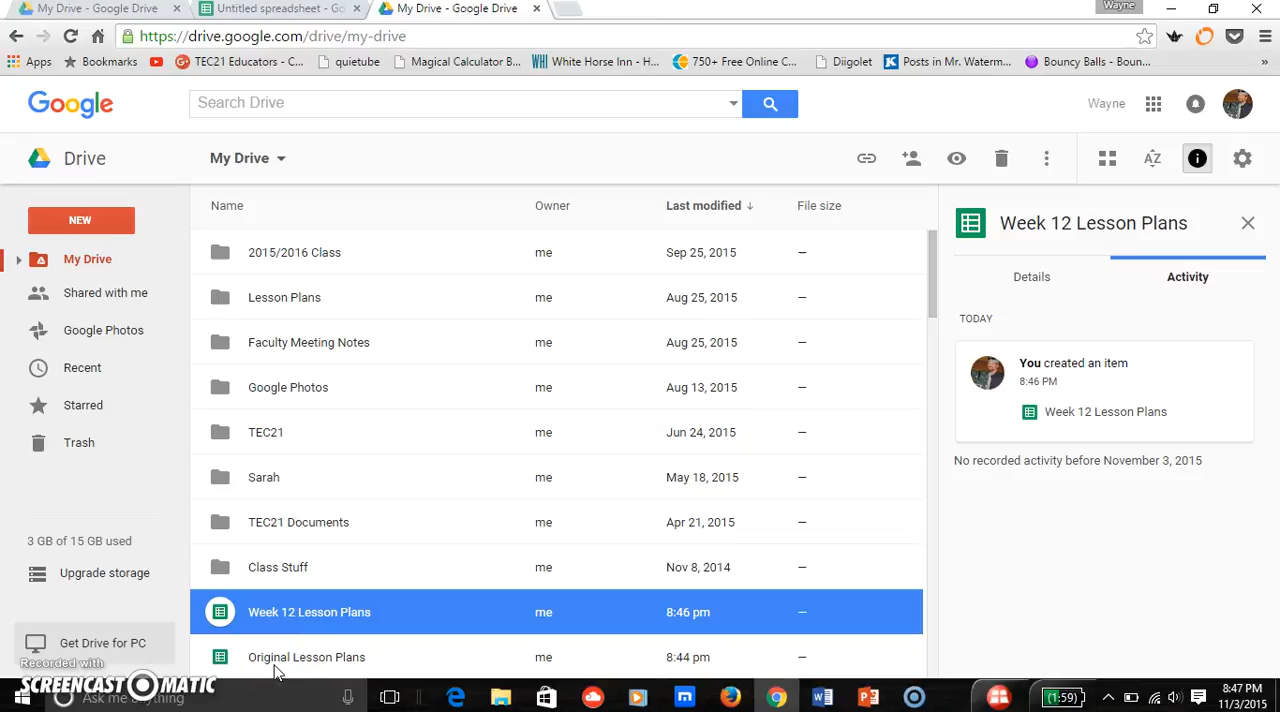 My Drive - Google Drive
Untitled spreadsheet - Go
My Drive - Google Drive
Wayne
https://drive.google.com/drive/my-drive
Apps
Bookmarks
TEC21 Educators - C...
quietube
Magical Calculator B...
WHI White Horse Inn - H...
750+ Free Online C...
Diigolet
K Posts in Mr. Waterm...
Bouncy Balls - Boun...
»
Google
Search Drive
Wayne
Drive
My Drive
AZ
NEW
My Drive
Shared with me
Google Photos
Recent
Starred
Trash
3 GB of 15 GB used
Upgrade storage
Get Drive for PC
Name Owner Last modified File size
2015/2016 Class me Sep 25, 2015 –
Lesson Plans me Aug 25, 2015 –
Faculty Meeting Notes me Aug 25, 2015 –
Google Photos me Aug 13, 2015 –
TEC21 me Jun 24, 2015 –
Sarah me May 18, 2015 –
TEC21 Documents me Apr 21, 2015 –
Class Stuff me Nov 8, 2014 –
Week 12 Lesson Plans me 8:46 pm –
Original Lesson Plans me 8:44 pm –
Week 12 Lesson Plans
Details Activity
TODAY
You created an item
8:46 PM
Week 12 Lesson Plans
No recorded activity before November 3, 2015
Recorded with
SCREENCAST MATIC
Ask me anything
(1:59)
8:47 PM
11/3/2015